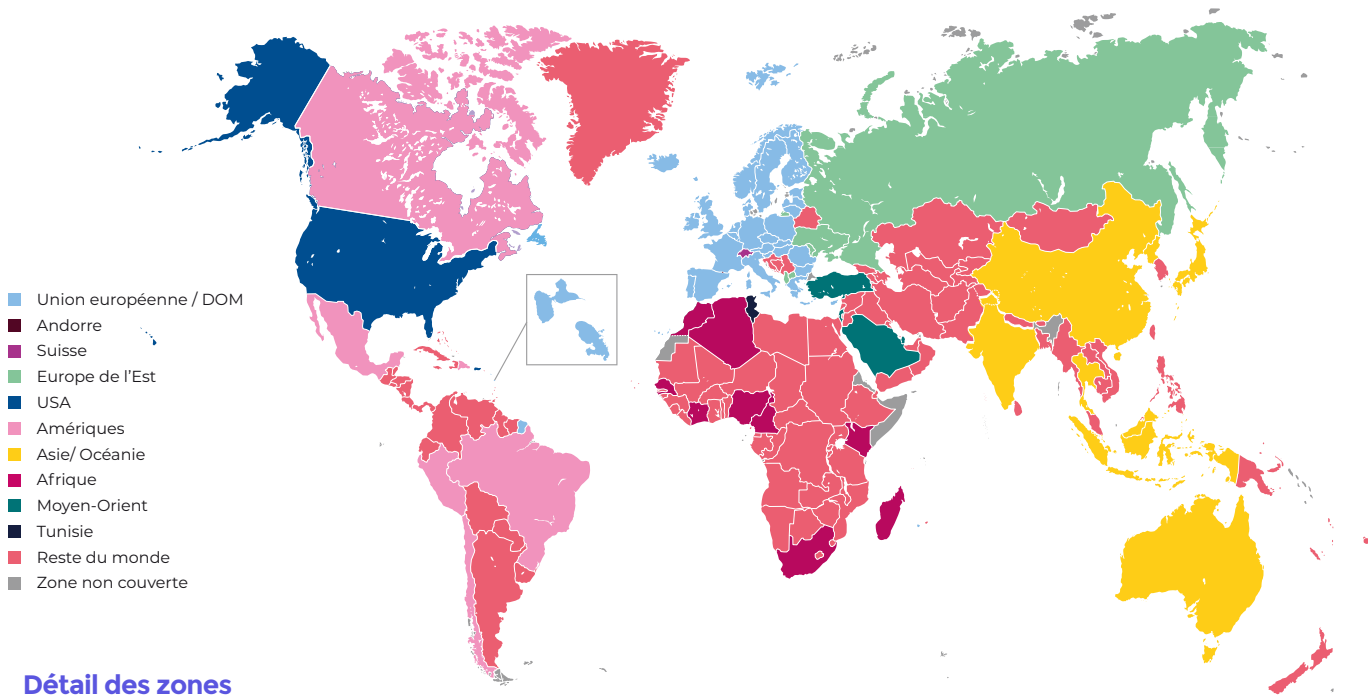 Union européenne / DOM
Andorre
Suisse
Europe de l'Est
USA
Amériques
Asie/ Océanie
Afrique
Moyen-Orient
Tunisie
Reste du monde
Zone non couverte
Détail des zones